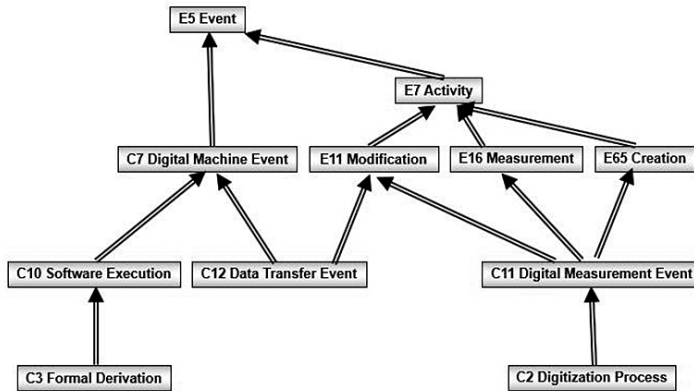 E5 Event
E7 Activity
C7 Digital Machine Event
E11 Modification
E16 Measurement
E65 Creation
C10 Software Execution
C12 Data Transfer Event
C11 Digital Measurement Event
C3 Formal Derivation
C2 Digitization Process